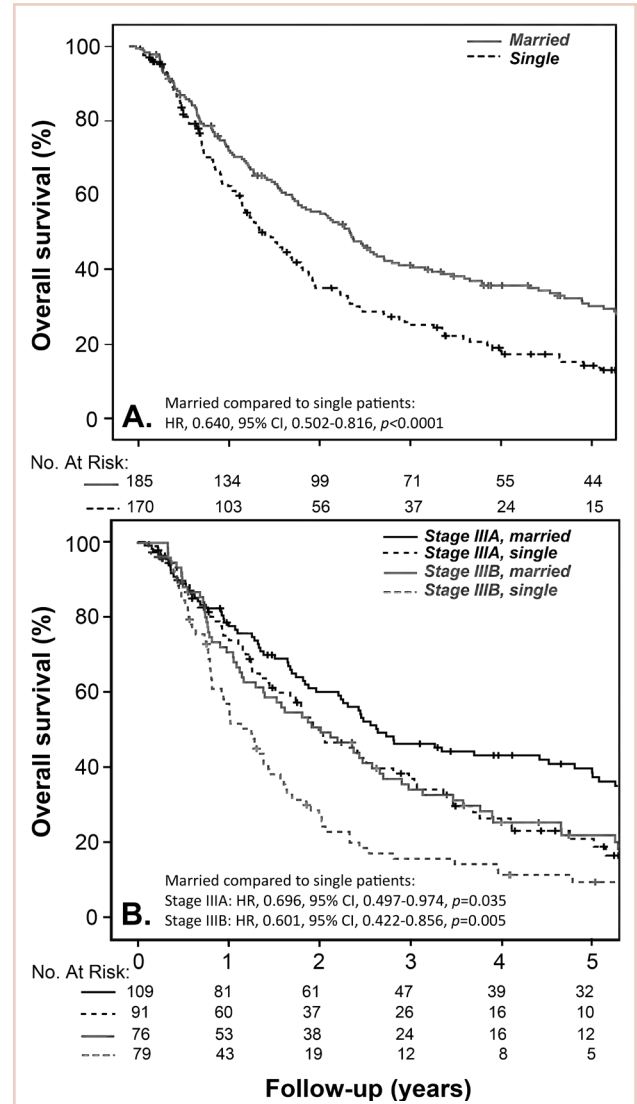 100
80
60
40
20
0
Overall survival (%)
Married
Single
A.
Married compared to single patients:
HR, 0.640, 95% CI, 0.502-0.816, p<0.0001
No. At Risk:
185 134 99 71 55 44
170 103 56 37 24 15
100
80
60
40
20
0
Overall survival (%)
Stage IIIA, married
Stage IIIA, single
Stage IIIB, married
Stage IIIB, single
B.
Married compared to single patients:
Stage IIIA: HR, 0.696, 95% CI, 0.497-0.974, p=0.035
Stage IIIB: HR, 0.601, 95% CI, 0.422-0.856, p=0.005
0 1 2 3 4 5
No. At Risk:
109 81 61 47 39 32
91 60 37 26 16 10
76 53 38 24 16 12
79 43 19 12 8 5
Follow-up (years)